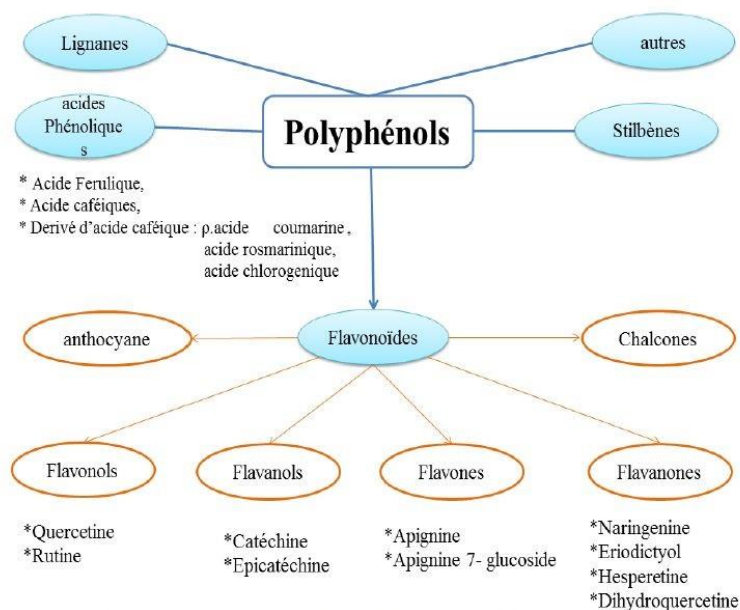 Lignanes
autres
acides
Phénolique
s
Polyphénols
Stilbènes
* Acide Ferulique,
* Acide caféiques,
* Derivé d'acide caféique : ρ.acide coumarine ,
acide rosmarinique,
acide chlorogenique
anthocyane
Flavonoïdes
Chalcones
Flavonols
Flavanols
Flavones
Flavanones
*Quercetine
*Rutine
*Catéchine
*Epicatéchine
*Apignine
*Apignine 7- glucoside
*Naringenine
*Eriodictyol
*Hesperetine
*Dihydroquercetine